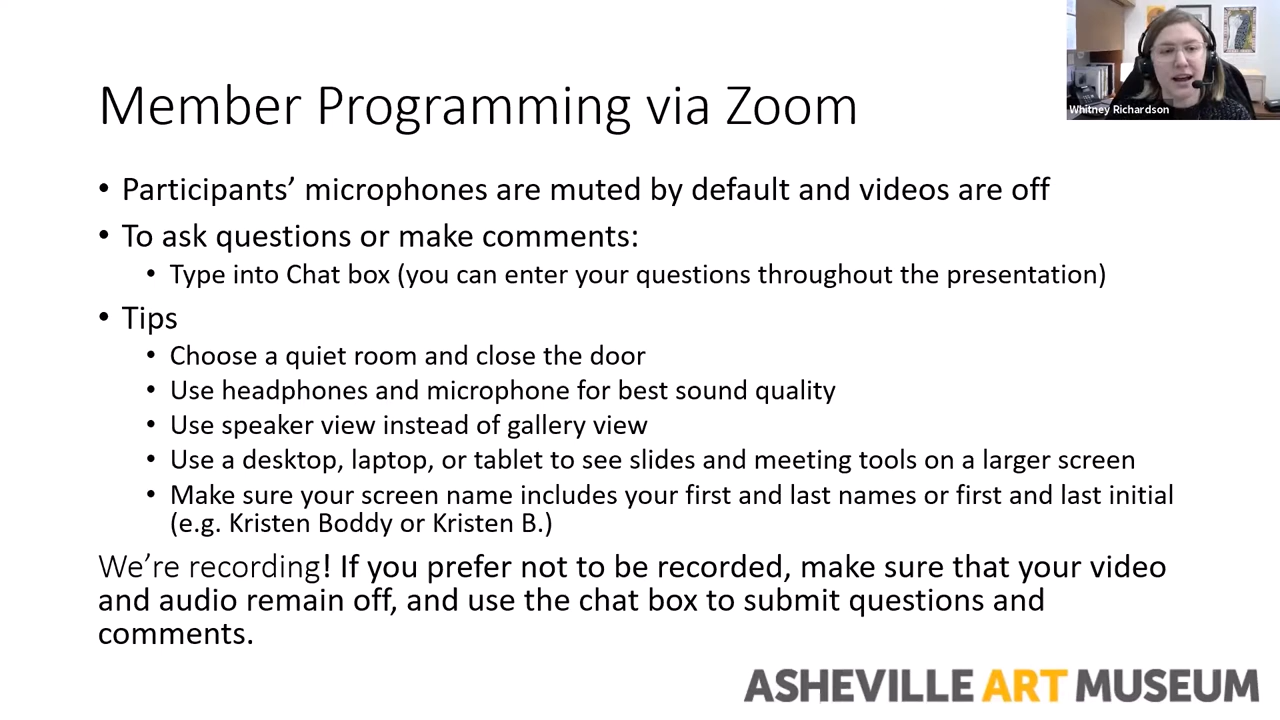 Member Programming via Zoom
Whitney Richardson
• Participants’ microphones are muted by default and videos are off
• To ask questions or make comments:
• Type into Chat box (you can enter your questions throughout the presentation)
• Tips
• Choose a quiet room and close the door
• Use headphones and microphone for best sound quality
• Use speaker view instead of gallery view
• Use a desktop, laptop, or tablet to see slides and meeting tools on a larger screen
• Make sure your screen name includes your first and last names or first and last initial
(e.g. Kristen Boddy or Kristen B.)
We’re recording! If you prefer not to be recorded, make sure that your video
and audio remain off, and use the chat box to submit questions and
comments.
ASHEVILLE ART MUSEUM